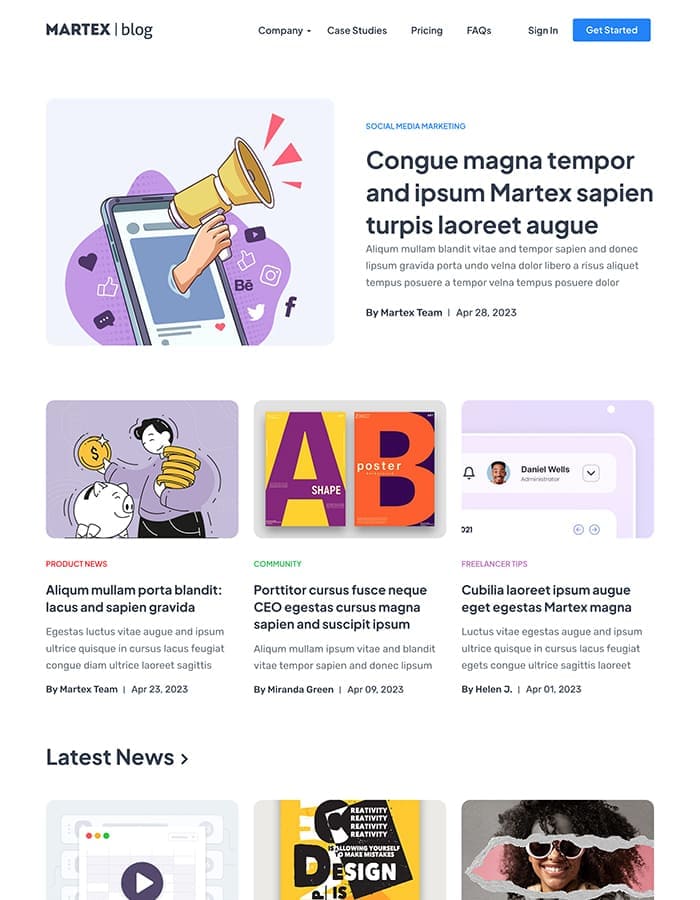 MARTEX | blog
Company Case Studies Pricing FAQs Sign In Get Started
SOCIAL MEDIA MARKETING
Congue magna tempor
and ipsum Martex sapien
turpis laoreet augue
Aliqum mullam blandit vitae and tempor sapien and donec
lipsum gravida porta undo velna dolor libero a risus aliquet
tempus posuere a tempor velna tempus posuere dolor
By Martex Team | Apr 28, 2023
Bē
f
$
A
SHAPE
B
poster
Daniel Wells
Administrator
2021
PRODUCT NEWS
Aliqum mullam porta blandit:
lacus and sapien gravida
Egestas luctus vitae augue and ipsum
ultrice quisque in cursus lacus feugiat
congue diam ultrice laoreet sagittis
By Martex Team | Apr 23, 2023
COMMUNITY
Porttitor cursus fusce neque
CEO egestas cursus magna
sapien and suscipit ipsum
Aliqum mullam ipsum vitae and blandit
vitae tempor sapien and donec lipsum
By Miranda Green | Apr 09, 2023
FREELANCER TIPS
Cubilia laoreet ipsum augue
eget egestas Martex magna
Luctus vitae egestas augue and ipsum
ultrice quisque in cursus lacus feugiat
egets congue ultrice sagittis laoreet
By Helen J. | Apr 01, 2023
Latest News
CREATIVITY
REATIVITY
REATIVITY
REATIVITY
IS ALLOWING YOURSELF
TO MAKE MISTAKES
DESIGN
IS